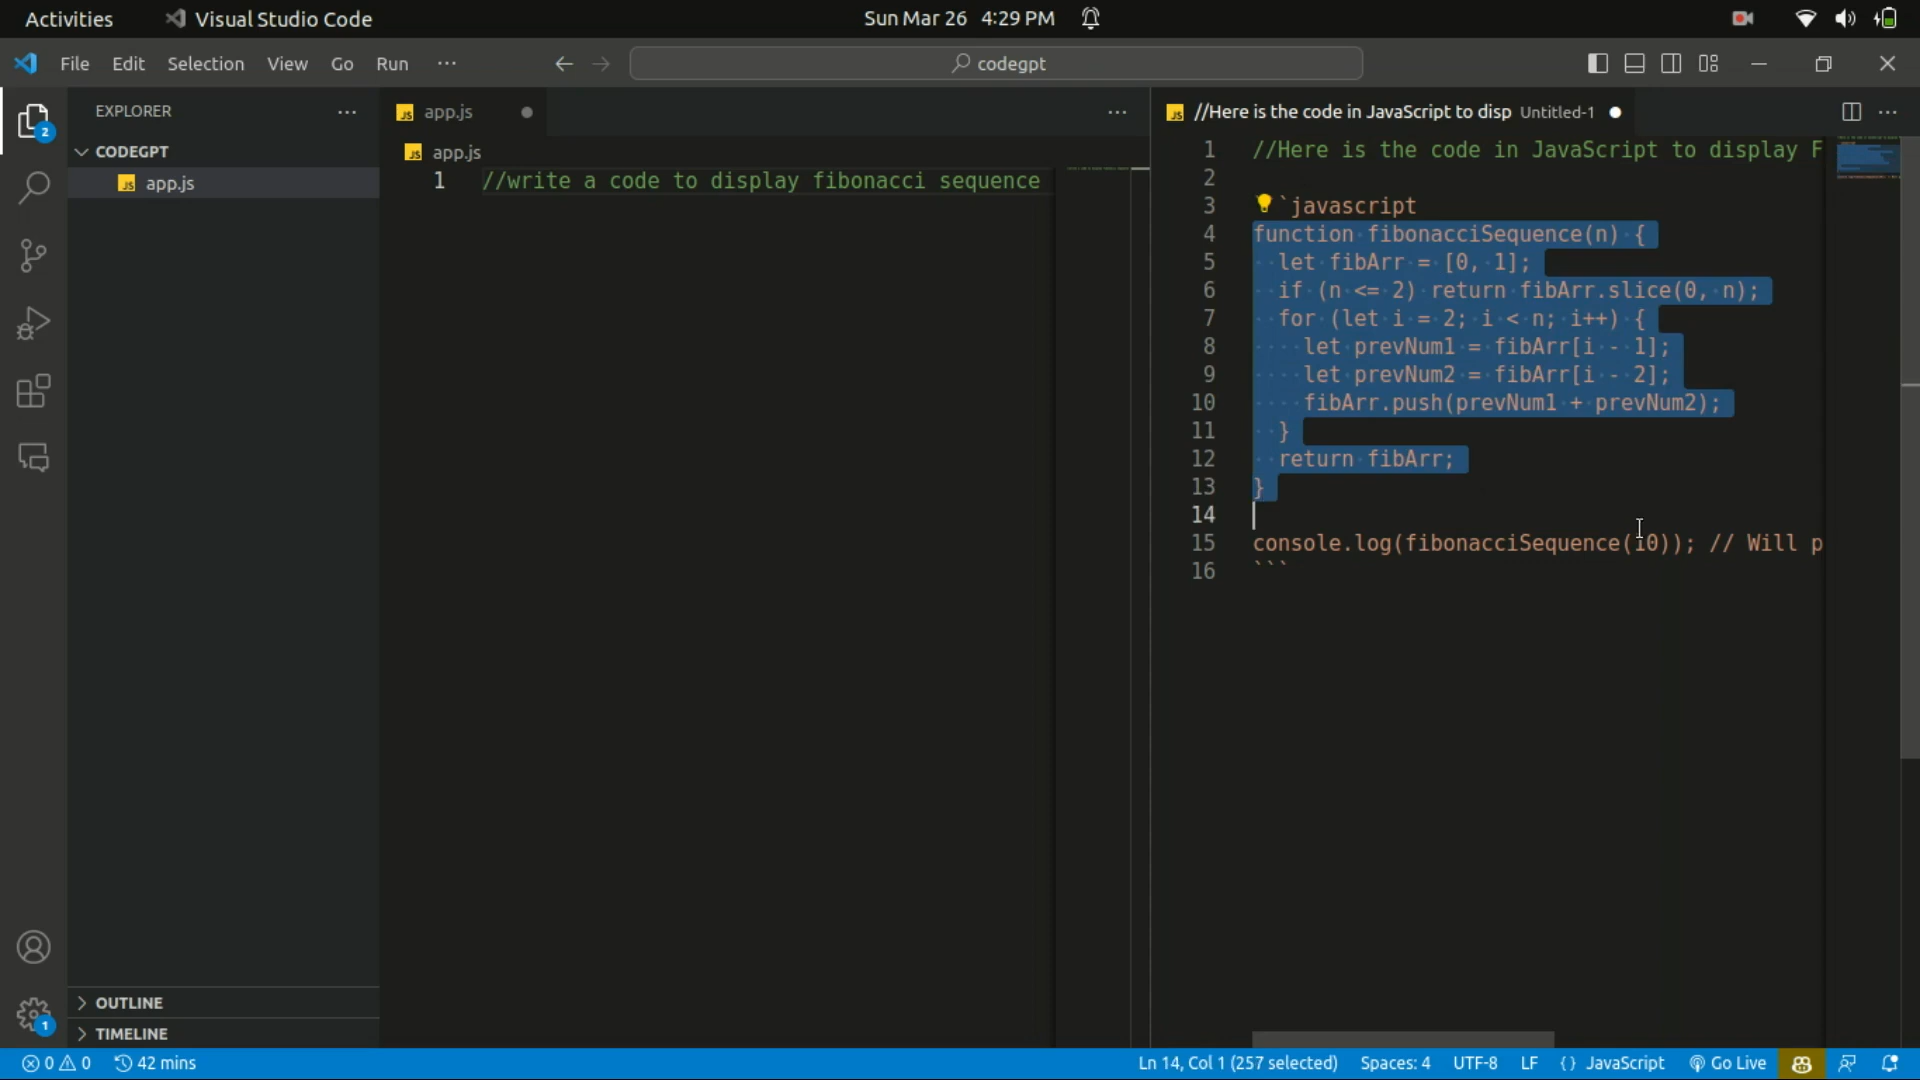 Activities
Visual Studio Code
Sun Mar 26 4:29 PM
File Edit Selection View Go Run ···
codegpt
EXPLORER
CODEGPT
app.js
OUTLINE
TIMELINE
app.js
app.js
1 //write a code to display fibonacci sequence
//Here is the code in JavaScript to disp Untitled-1
1 //Here is the code in JavaScript to display F
2
3 `javascript
4 function fibonacciSequence(n) {
5 let fibArr = [0, 1];
6 if (n <= 2) return fibArr.slice(0, n);
7 for (let i = 2; i < n; i++) {
8 let prevNum1 = fibArr[i - 1];
9 let prevNum2 = fibArr[i - 2];
10 fibArr.push(prevNum1 + prevNum2);
11 }
12 return fibArr;
13 }
14
15 console.log(fibonacciSequence(10)); // Will p
16 ```
2
1
0 0 42 mins
Ln 14, Col 1 (257 selected) Spaces: 4 UTF-8 LF {} JavaScript Go Live